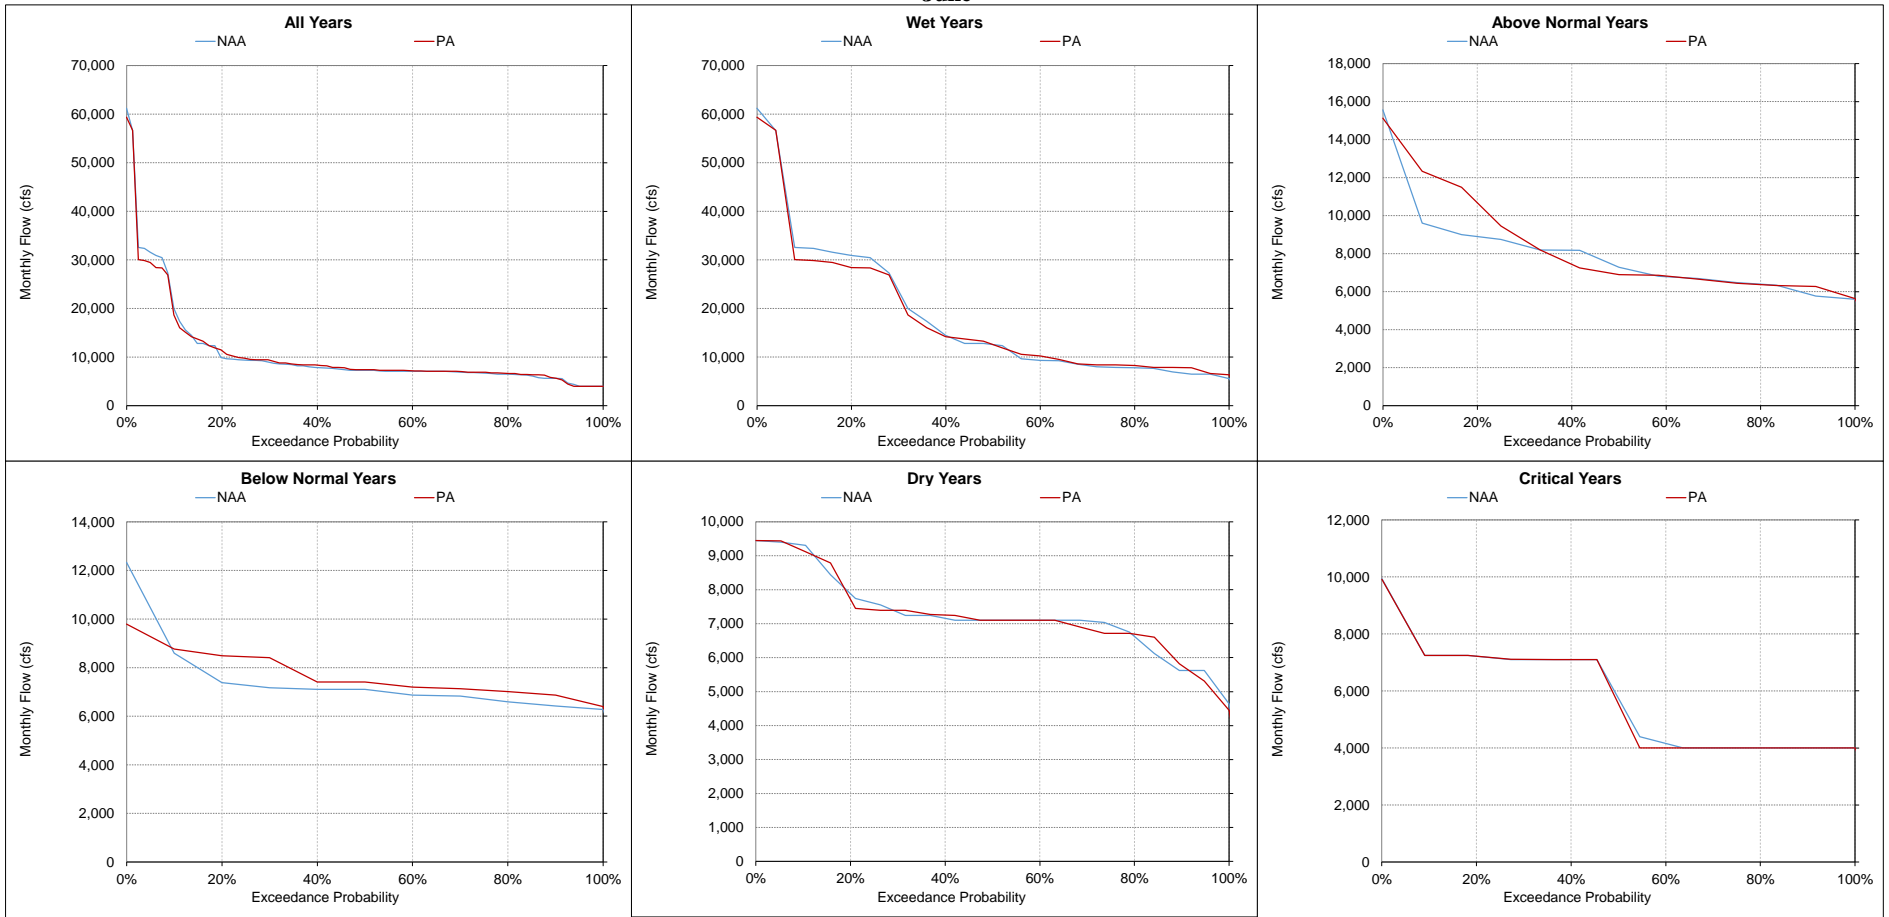 All Years
NAA PA
70,000
60,000
50,000
40,000
30,000
20,000
10,000
0
0% 20% 40% 60% 80% 100%
Monthly Flow (cfs)
Exceedance Probability
Wet Years
NAA PA
70,000
60,000
50,000
40,000
30,000
20,000
10,000
0
0% 20% 40% 60% 80% 100%
Monthly Flow (cfs)
Exceedance Probability
Above Normal Years
NAA PA
18,000
16,000
14,000
12,000
10,000
8,000
6,000
4,000
2,000
0
0% 20% 40% 60% 80% 100%
Monthly Flow (cfs)
Exceedance Probability
Below Normal Years
NAA PA
14,000
12,000
10,000
8,000
6,000
4,000
2,000
0
0% 20% 40% 60% 80% 100%
Monthly Flow (cfs)
Exceedance Probability
Dry Years
NAA PA
10,000
9,000
8,000
7,000
6,000
5,000
4,000
3,000
2,000
1,000
0
0% 20% 40% 60% 80% 100%
Monthly Flow (cfs)
Exceedance Probability
Critical Years
NAA PA
12,000
10,000
8,000
6,000
4,000
2,000
0
0% 20% 40% 60% 80% 100%
Monthly Flow (cfs)
Exceedance Probability